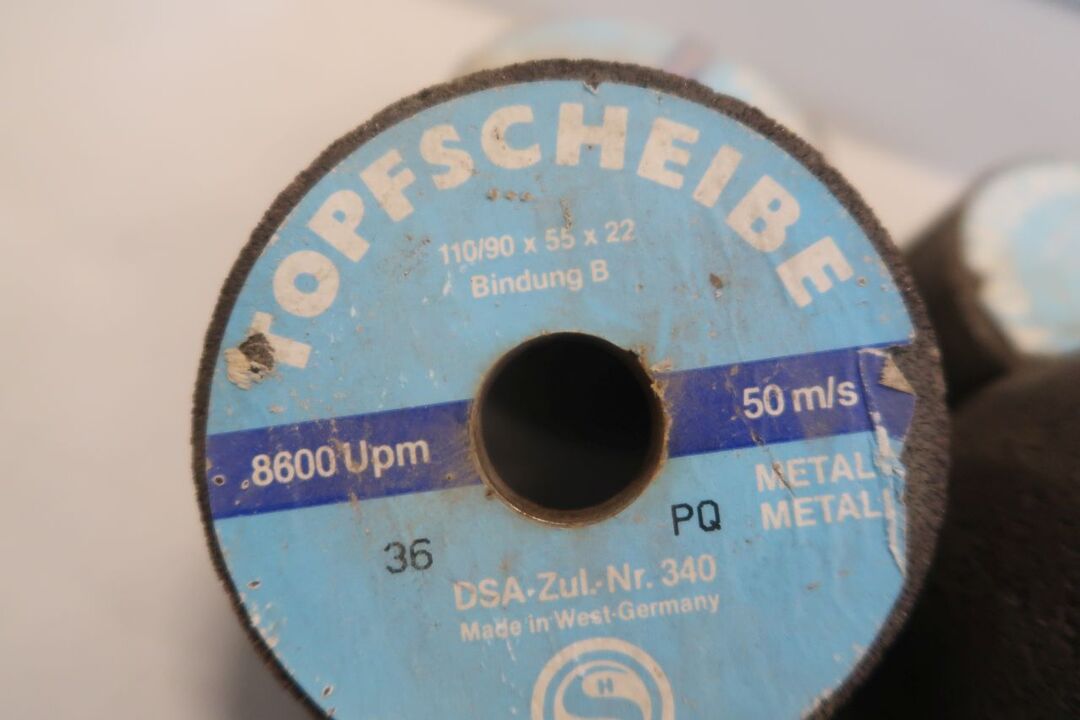 TOPFSCHEIBE
110/90 x 55 x 22
Bindung B
8600 Upm
50 m/s
METAL
METALL
36
PQ
DSA-Zul.-Nr. 340
Made in West-Germany
H
S